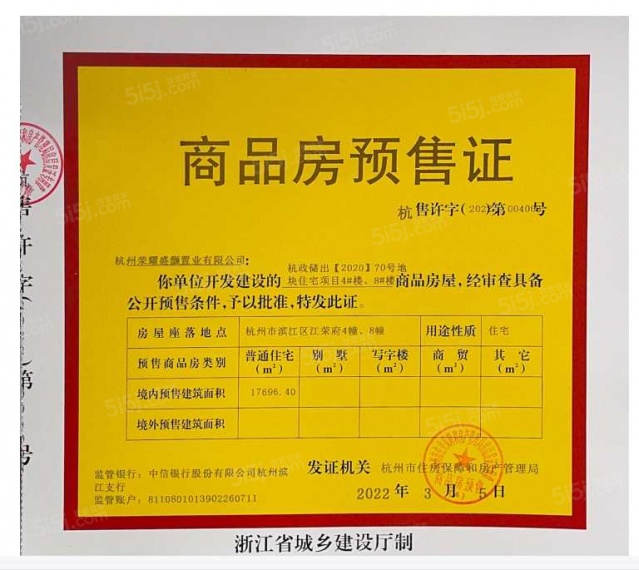 商品房预售证
杭售许字(202 )第00400 号
杭州荣耀盛灏置业有限公司:
你单位开发建设的杭政储出【2020】70号地块住宅项目4#楼、8#楼商品房屋,经审查具备
公开预售条件,予以批准,特发此证。
房屋座落地点 杭州市滨江区江荣府4幢、8幢 用途性质 住宅
预售商品房类别 普通住宅(m²) 别墅(m²) 写字楼(m²) 商贸(m²) 其它(m²)
境内预售建筑面积 17696.40
境外预售建筑面积
监管银行:中信银行股份有限公司杭州滨
江支行
监管账户:8110801013902260711
发证机关 杭州市住房保障和房产管理局
2022年3月5日
浙江省城乡建设厅制
售许字
第
号
5i5j.com